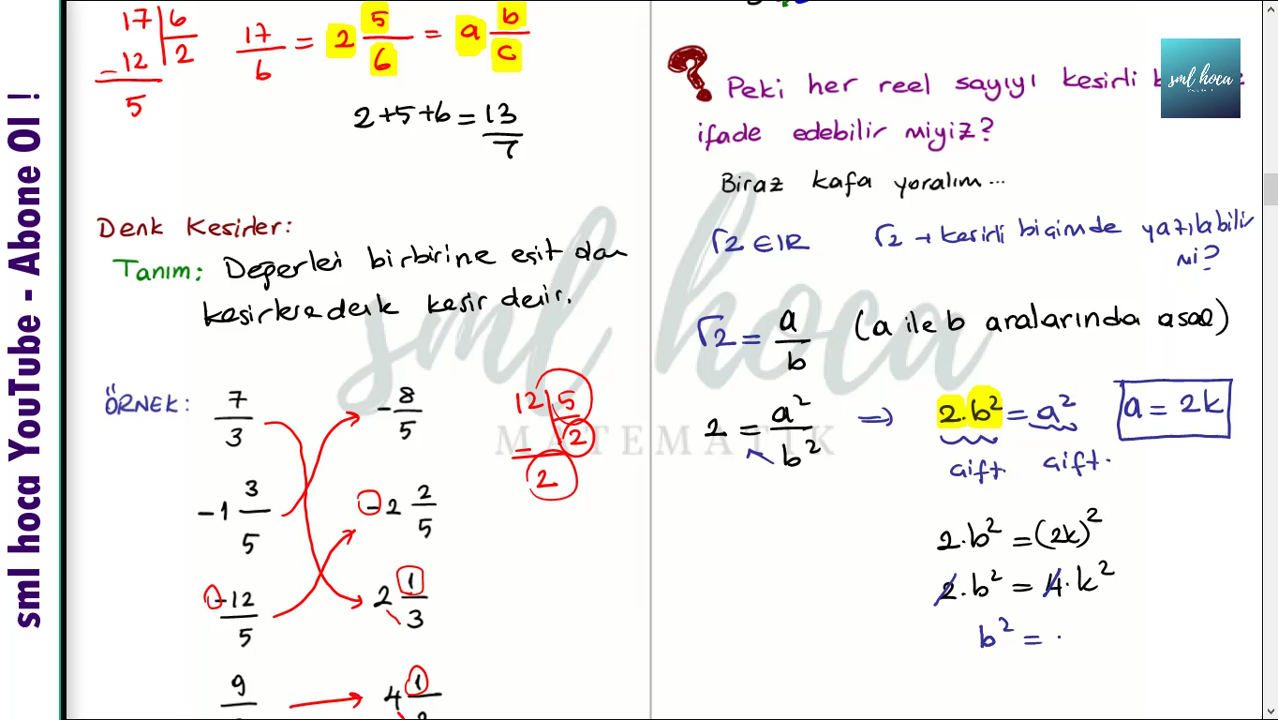 sml hoca YouTube - Abone Ol !
17 | 6
- 12 | 2
5
17/6 = 2 5/6 = a b/c
2+5+6 = 13
7
Denk Kesirler:
Tanım: Değerleri birbirine eşit olan
kesirlere denk kesir denir.
ÖRNEK: 7/3
-8/5
-1 3/5
-2 2/5
-12/5
2 1/3
9
4 1
12 | 5
- | 2
2
? Peki her reel sayıyı kesirli
ifade edebilir miyiz?
Biraz kafa yoralım...
√2 ∈ IR
√2 → kesirli biçimde yazılabilir
mi?
√2 = a/b (a ile b aralarında asal)
2 = a²/b² ⇒ 2.b² = a² a = 2k
çift çift.
2.b² = (2k)²
2.b² = 4.k²
b² = .
sml hoca
sml hoca
MATEMATİK